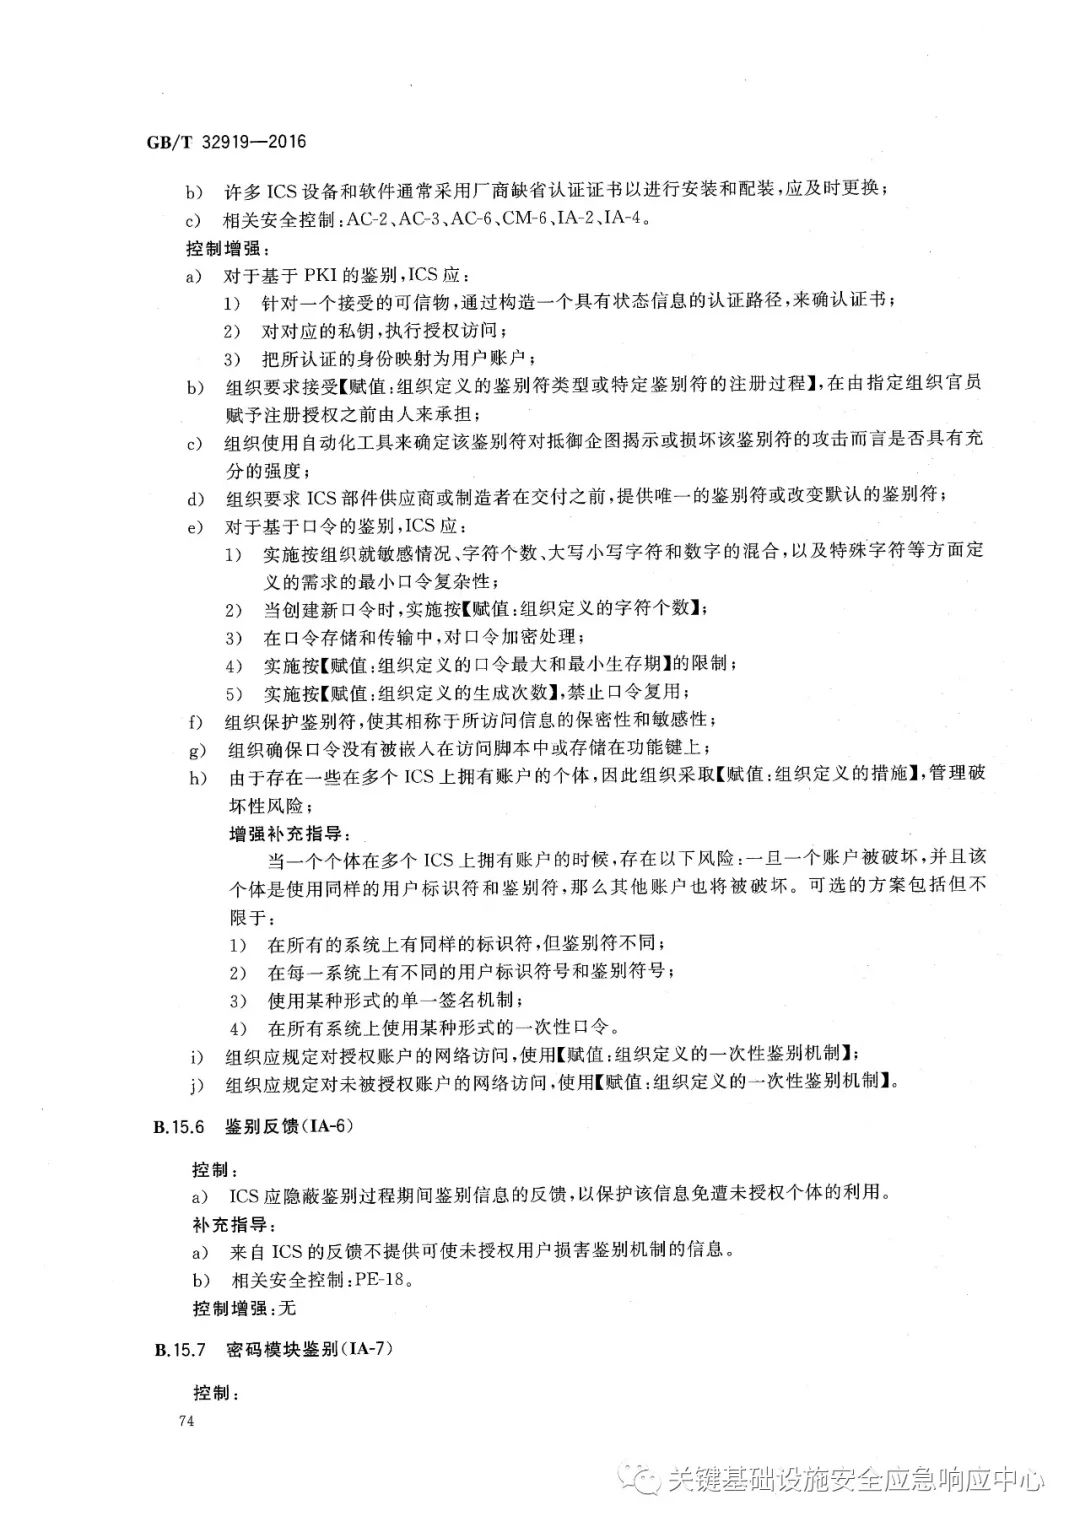 GB/T 32919—2016
b) 许多 ICS 设备和软件通常采用厂商缺省认证证书以进行安装和配装,应及时更换;
c) 相关安全控制:AC-2、AC-3、AC-6、CM-6、IA-2、IA-4。
控制增强:
a) 对于基于 PKI 的鉴别,ICS 应:
1) 针对一个接受的可信物,通过构造一个具有状态信息的认证路径,来确认证书;
2) 对对应的私钥,执行授权访问;
3) 把所认证的身份映射为用户账户;
b) 组织要求接受【赋值:组织定义的鉴别符类型或特定鉴别符的注册过程】,在由指定组织官员
赋予注册授权之前由人来承担;
c) 组织使用自动化工具来确定该鉴别符对抵御企图揭示或损坏该鉴别符的攻击而言是否具有充
分的强度;
d) 组织要求 ICS 部件供应商或制造者在交付之前,提供唯一的鉴别符或改变默认的鉴别符;
e) 对于基于口令的鉴别,ICS 应:
1) 实施按组织就敏感情况、字符个数、大写小写字符和数字的混合,以及特殊字符等方面定
义的需求的最小口令复杂性;
2) 当创建新口令时,实施按【赋值:组织定义的字符个数】;
3) 在口令存储和传输中,对口令加密处理;
4) 实施按【赋值:组织定义的口令最大和最小生存期】的限制;
5) 实施按【赋值:组织定义的生成次数】,禁止口令复用;
f) 组织保护鉴别符,使其相称于所访问信息的保密性和敏感性;
g) 组织确保口令没有被嵌入在访问脚本中或存储在功能键上;
h) 由于存在一些在多个 ICS 上拥有账户的个体,因此组织采取【赋值:组织定义的措施】,管理破
坏性风险;
增强补充指导:
当一个个体在多个 ICS 上拥有账户的时候,存在以下风险:一旦一个账户被破坏,并且该
个体是使用同样的用户标识符和鉴别符,那么其他账户也将被破坏。可选的方案包括但不
限于:
1) 在所有的系统上有同样的标识符,但鉴别符不同;
2) 在每一系统上有不同的用户标识符号和鉴别符号;
3) 使用某种形式的单一签名机制;
4) 在所有系统上使用某种形式的一次性口令。
i) 组织应规定对授权账户的网络访问,使用【赋值:组织定义的一次性鉴别机制】;
j) 组织应规定对未被授权账户的网络访问,使用【赋值:组织定义的一次性鉴别机制】。
B.15.6 鉴别反馈(IA-6)
控制:
a) ICS 应隐蔽鉴别过程期间鉴别信息的反馈,以保护该信息免遭未授权个体的利用。
补充指导:
a) 来自 ICS 的反馈不提供可使未授权用户损害鉴别机制的信息。
b) 相关安全控制:PE-18。
控制增强:无
B.15.7 密码模块鉴别(IA-7)
控制:
74
关键基础设施安全应急响应中心